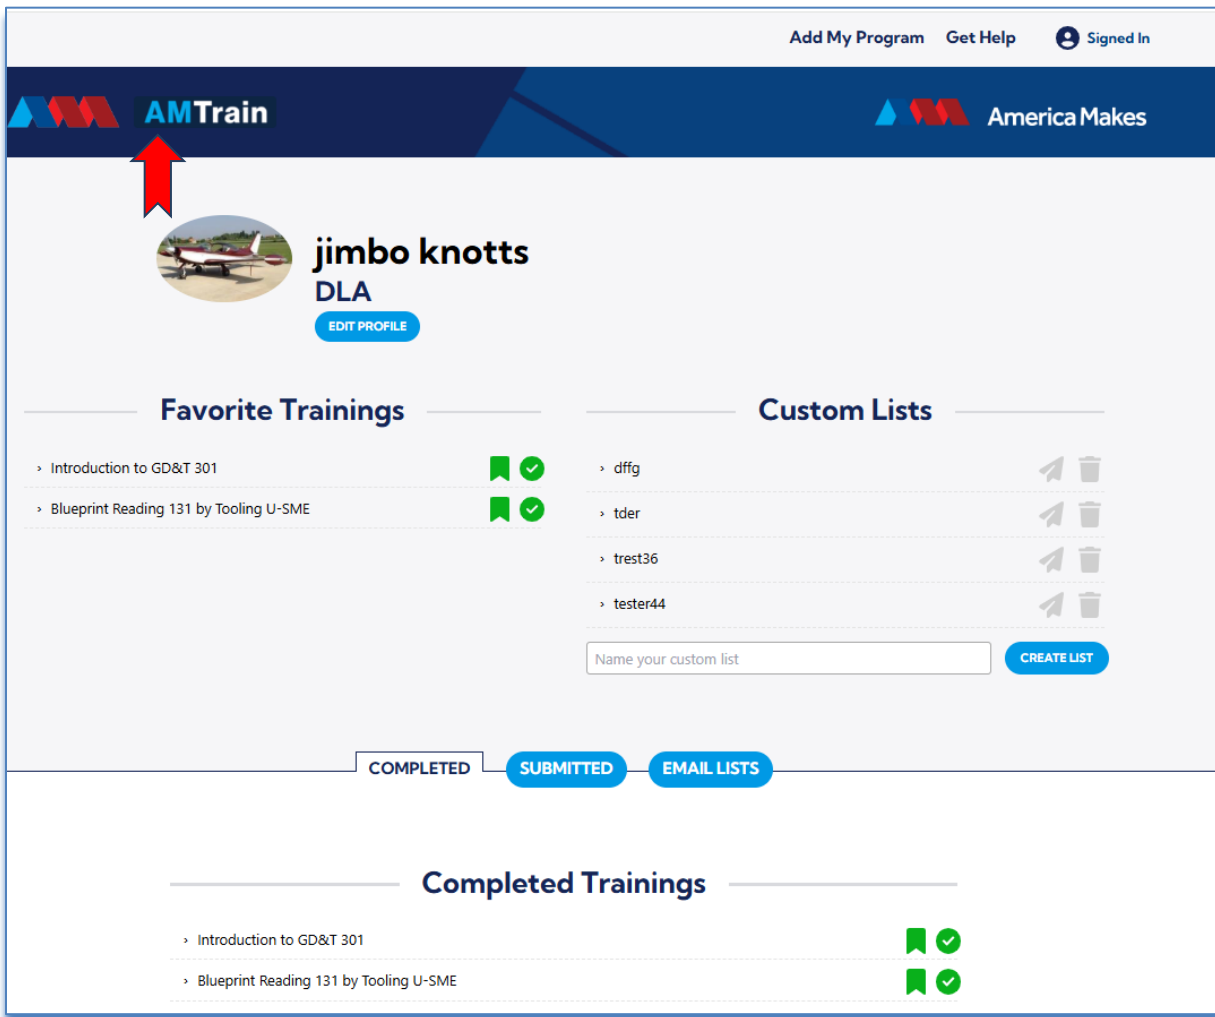 Add My Program Get Help Signed In
AMTrain
America Makes
jimbo knotts
DLA
EDIT PROFILE
Favorite Trainings
› Introduction to GD&T 301
› Blueprint Reading 131 by Tooling U-SME
Custom Lists
› dffg
› tder
› trest36
› tester44
Name your custom list CREATE LIST
COMPLETED SUBMITTED EMAIL LISTS
Completed Trainings
› Introduction to GD&T 301
› Blueprint Reading 131 by Tooling U-SME